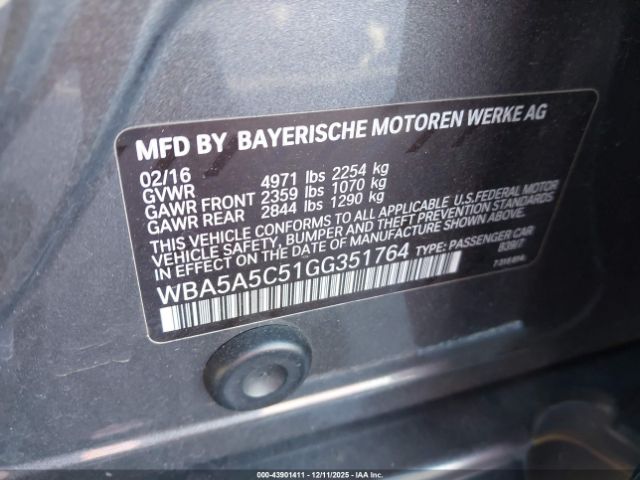 MFD BY BAYERISCHE MOTOREN WERKE AG
02/16
GVWR 4971 lbs 2254 kg
GAWR FRONT 2359 lbs 1070 kg
GAWR REAR 2844 lbs 1290 kg
THIS VEHICLE CONFORMS TO ALL APPLICABLE U.S.FEDERAL MOTOR
VEHICLE SAFETY, BUMPER AND THEFT PREVENTION STANDARDS
IN EFFECT ON THE DATE OF MANUFACTURE SHOWN ABOVE.
WBA5A5C51GG351764 TYPE: PASSENGER CAR
000-43901411 • 12/11/2025 • IAAI.COM